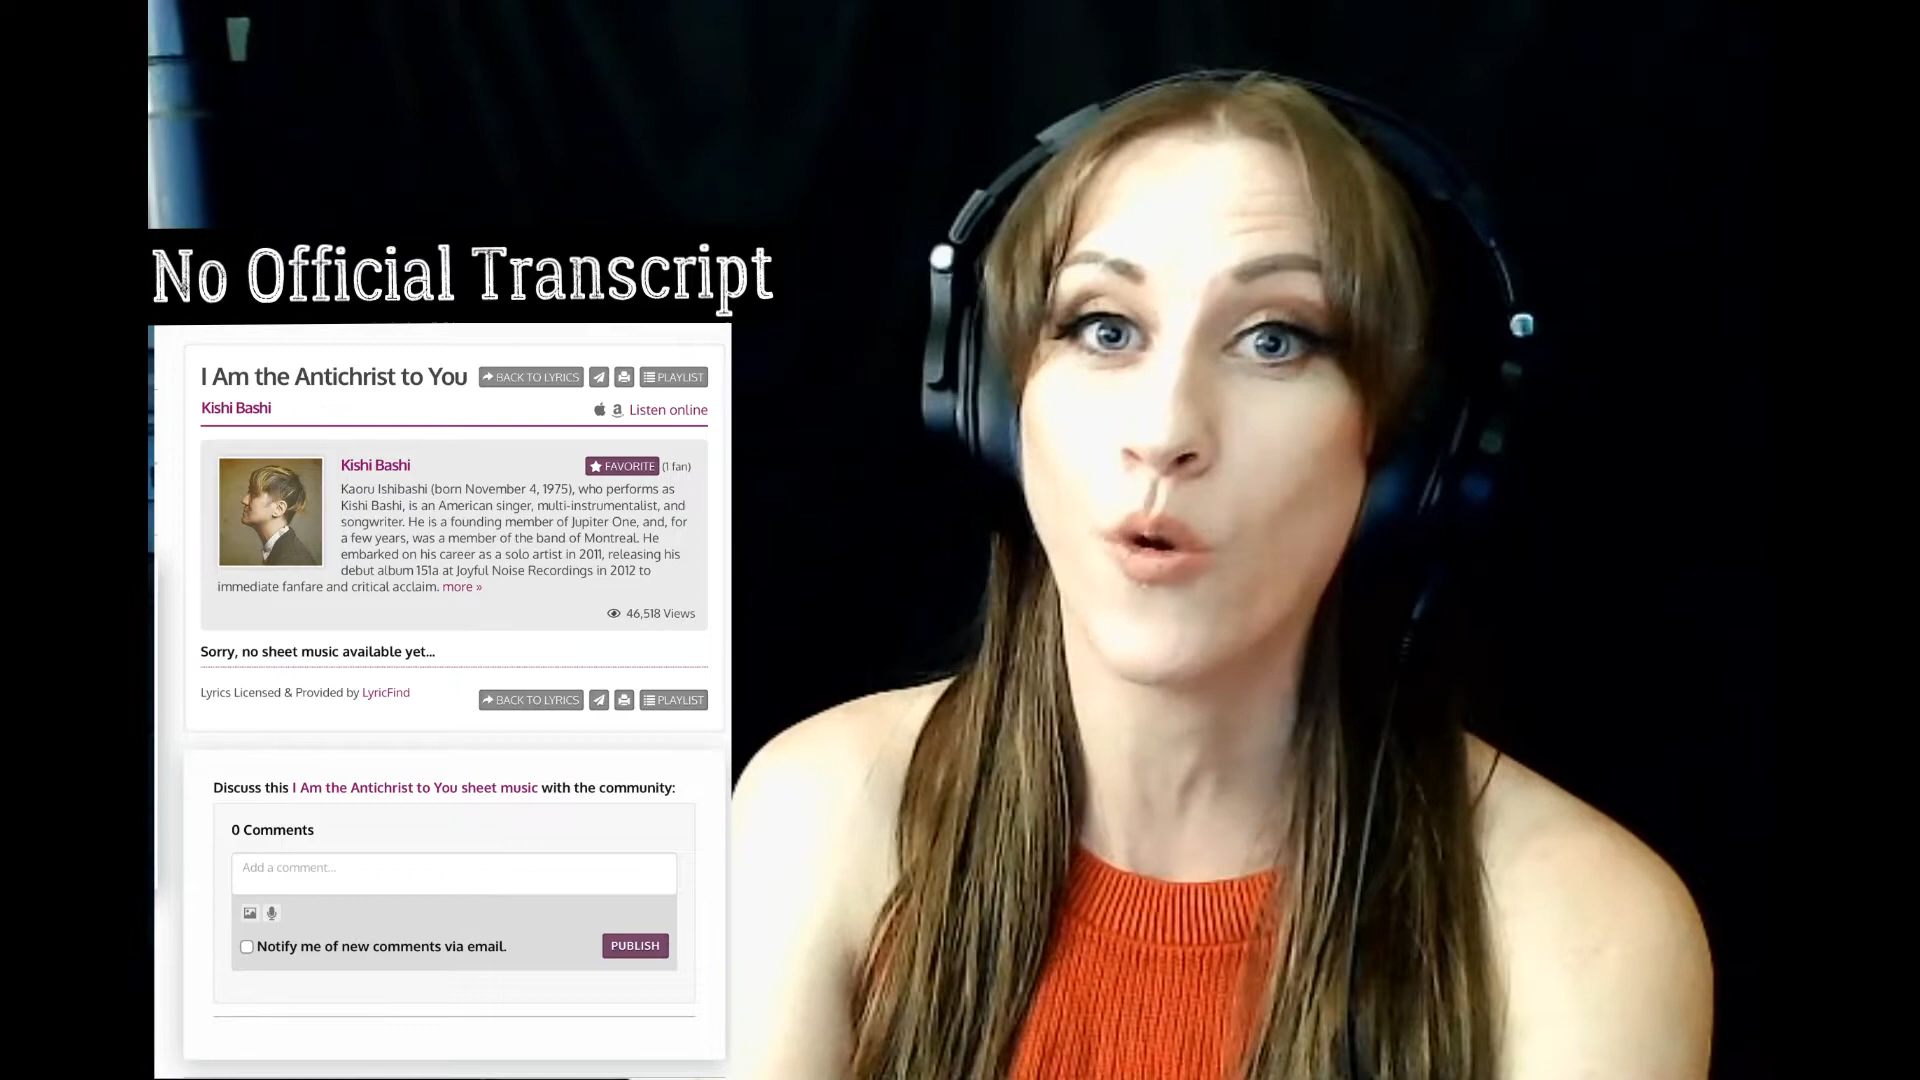 No Official Transcript
I Am the Antichrist to You BACK TO LYRICS PLAYLIST
Kishi Bashi Listen online
Kishi Bashi FAVORITE (1 fan)
Kaoru Ishibashi (born November 4, 1975), who performs as
Kishi Bashi, is an American singer, multi-instrumentalist, and
songwriter. He is a founding member of Jupiter One, and, for
a few years, was a member of the band of Montreal. He
embarked on his career as a solo artist in 2011, releasing his
debut album 151a at Joyful Noise Recordings in 2012 to
immediate fanfare and critical acclaim. more »
46,518 Views
Sorry, no sheet music available yet...
Lyrics Licensed & Provided by LyricFind BACK TO LYRICS PLAYLIST
Discuss this I Am the Antichrist to You sheet music with the community:
0 Comments
Add a comment...
Notify me of new comments via email. PUBLISH